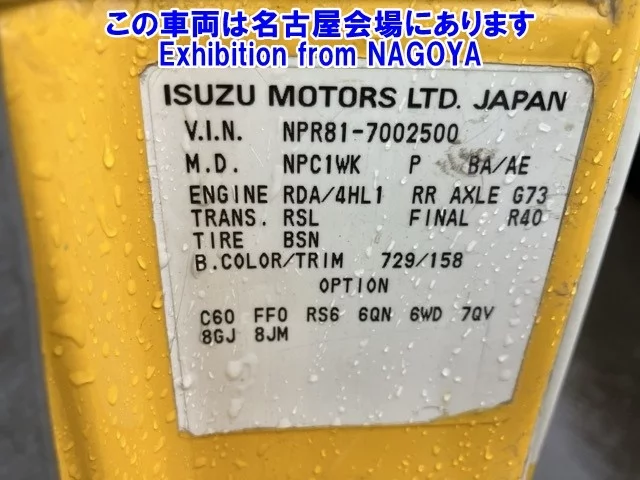 この車両は名古屋会場にあります
Exhibition from NAGOYA
ISUZU MOTORS LTD. JAPAN
V.I.N. NPR81-7002500
M.D. NPC1WK P BA/AE
ENGINE RDA/4HL1 RR AXLE G73
TRANS. RSL FINAL R40
TIRE BSN
B.COLOR/TRIM 729/158
OPTION
C60 FF0 RS6 6QN 6WD 7QV
8GJ 8JM